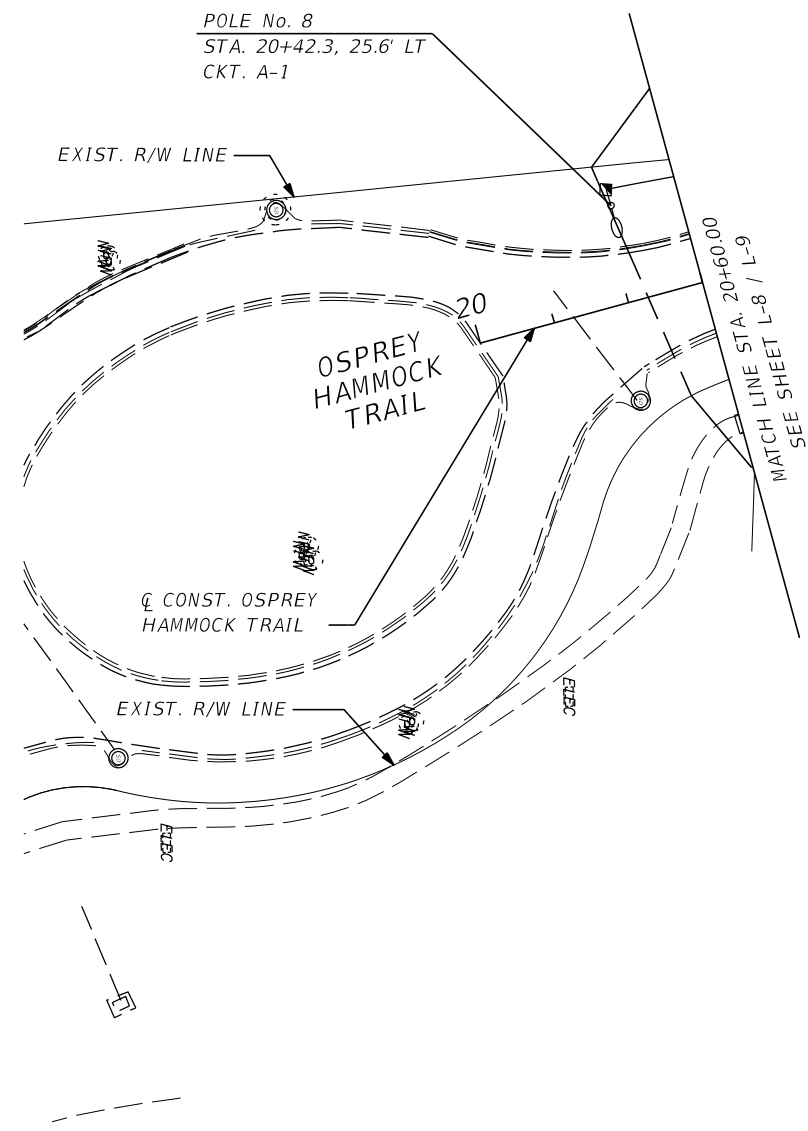 POLE No. 8
STA. 20+42.3, 25.6' LT
CKT. A-1
EXIST. R/W LINE
20
OSPREY
HAMMOCK
TRAIL
MATCH LINE STA. 20+60.00
SEE SHEET L-8 / L-9
℄ CONST. OSPREY
HAMMOCK TRAIL
EXIST. R/W LINE